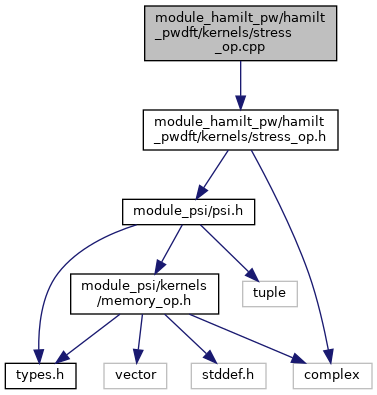 module_hamilt_pw/hamilt
_pwdft/kernels/stress
_op.cpp
module_hamilt_pw/hamilt
_pwdft/kernels/stress_op.h
module_psi/psi.h
module_psi/kernels
/memory_op.h
tuple
types.h
vector
stddef.h
complex